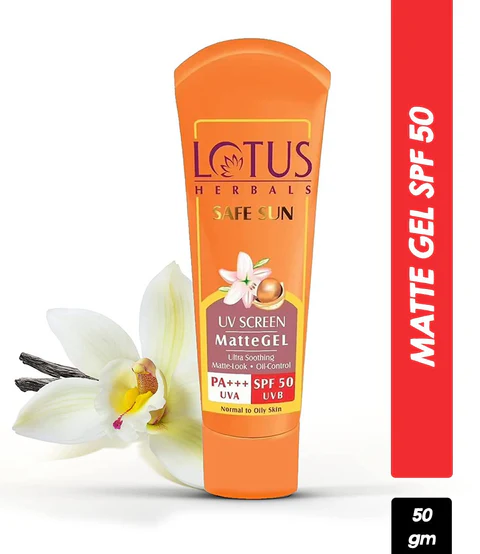 LOTUS
HERBALS
SAFE SUN
UV SCREEN
MatteGEL
Ultra Soothing
Matte-Look • Oil-Control
PA+++ SPF 50
UVA UVB
Normal to Oily Skin
MATTE GEL SPF 50
50
gm